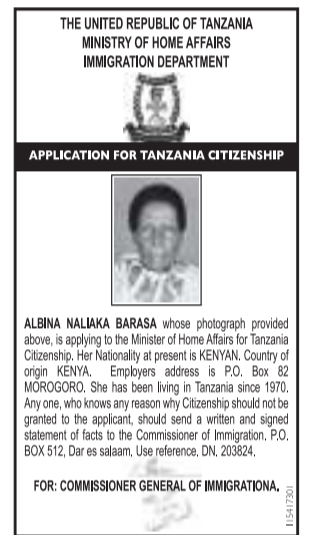 THE UNITED REPUBLIC OF TANZANIA
MINISTRY OF HOME AFFAIRS
IMMIGRATION DEPARTMENT
APPLICATION FOR TANZANIA CITIZENSHIP
ALBINA NALIAKA BARASA whose photograph provided
above, is applying to the Minister of Home Affairs for Tanzania
Citizenship. Her Nationality at present is KENYAN. Country of
origin KENYA. Employers address is P.O. Box 82
MOROGORO. She has been living in Tanzania since 1970.
Any one, who knows any reason why Citizenship should not be
granted to the applicant, should send a written and signed
statement of facts to the Commissioner of Immigration. P.O.
BOX 512, Dar es salaam. Use reference, DN. 203824.
FOR: COMMISSIONER GENERAL OF IMMIGRATIONA.
115417301